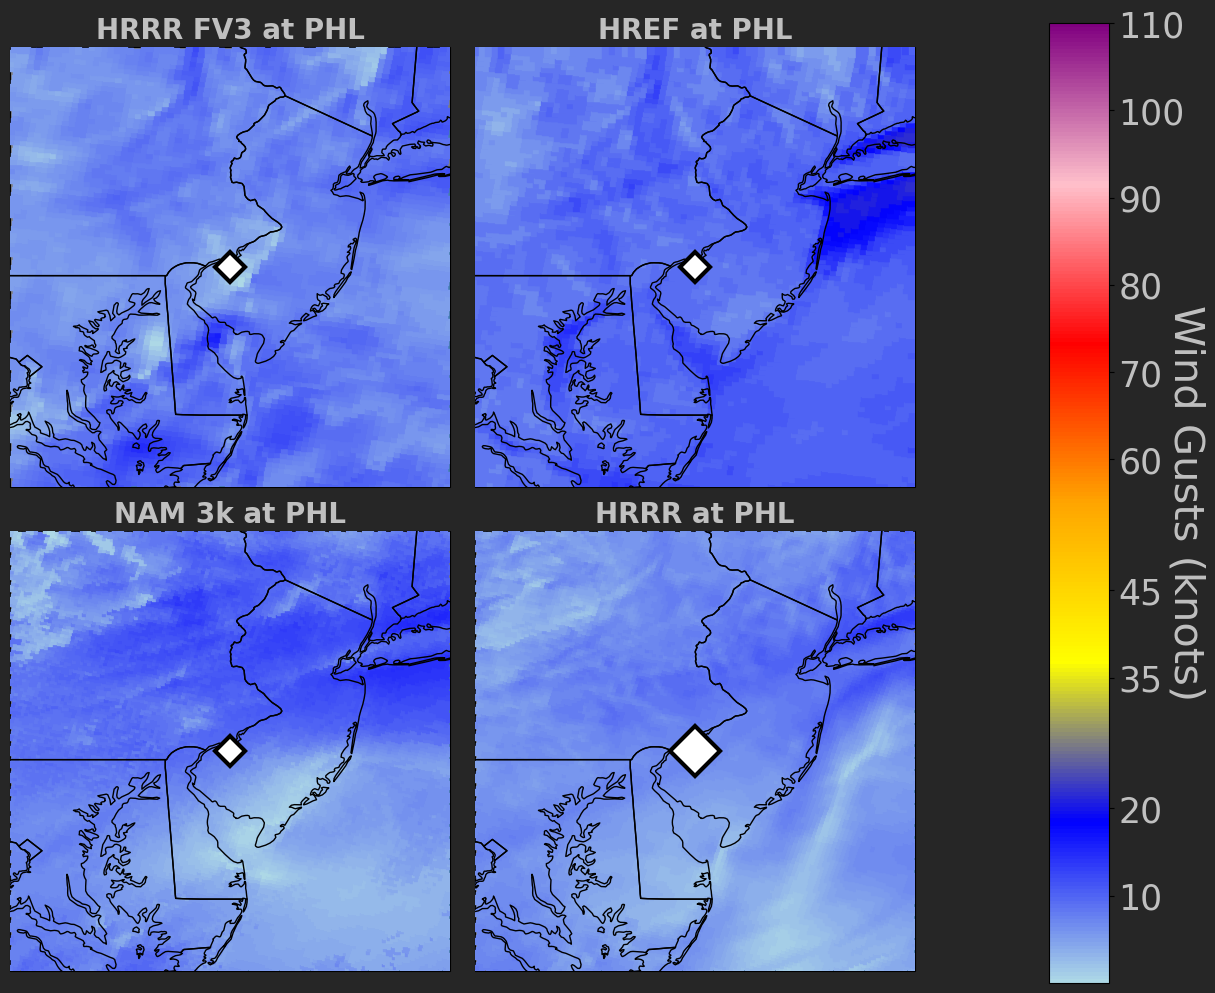 HRRR FV3 at PHL
HREF at PHL
NAM 3k at PHL
HRRR at PHL
110
100
90
80
70
60
45
35
20
10
Wind Gusts (knots)